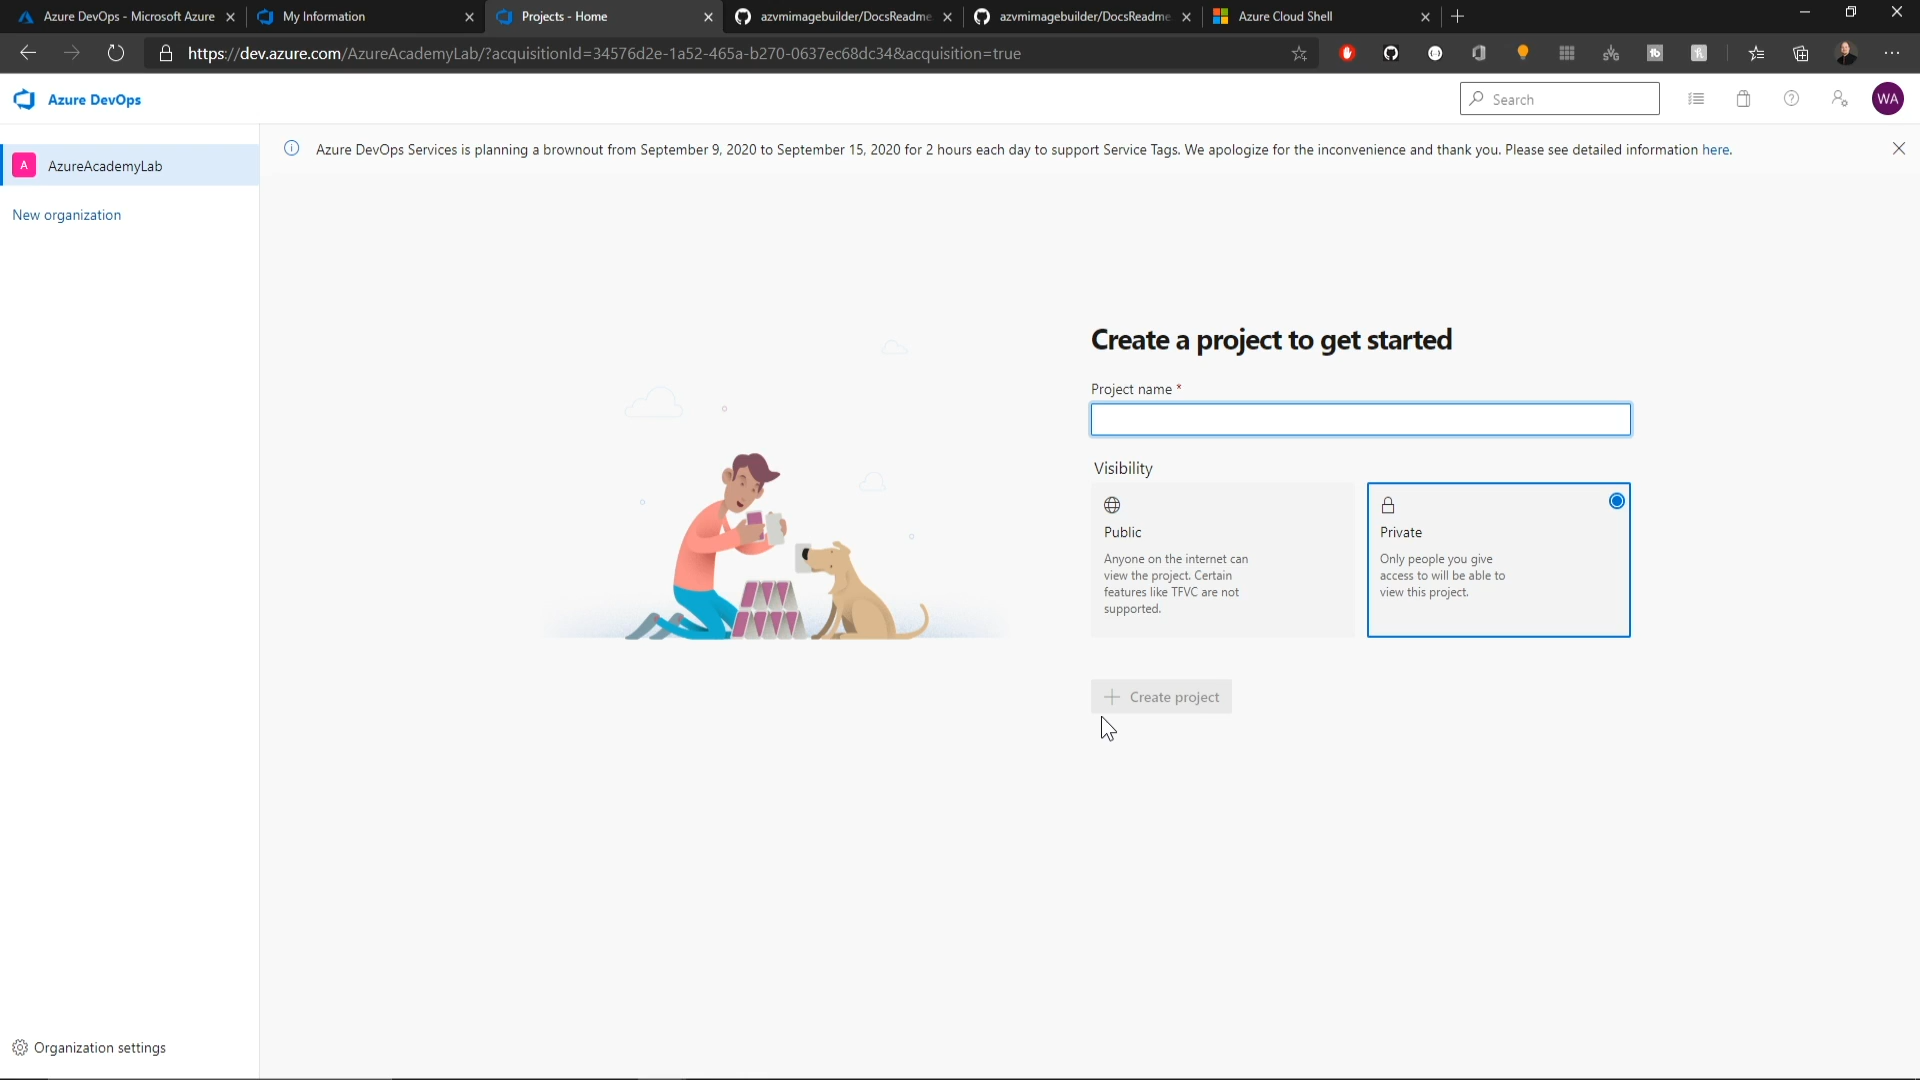 Azure DevOps - Microsoft Azure
My Information
Projects - Home
azvmimagebuilder/DocsReadme
azvmimagebuilder/DocsReadme
Azure Cloud Shell
https://dev.azure.com/AzureAcademyLab/?acquisitionId=34576d2e-1a52-465a-b270-0637ec68dc34&acquisition=true
Azure DevOps
Search
WA
A AzureAcademyLab
New organization
Azure DevOps Services is planning a brownout from September 9, 2020 to September 15, 2020 for 2 hours each day to support Service Tags. We apologize for the inconvenience and thank you. Please see detailed information here.
Create a project to get started
Project name *
Visibility
Public
Anyone on the internet can
view the project. Certain
features like TFVC are not
supported.
Private
Only people you give
access to will be able to
view this project.
+ Create project
Organization settings